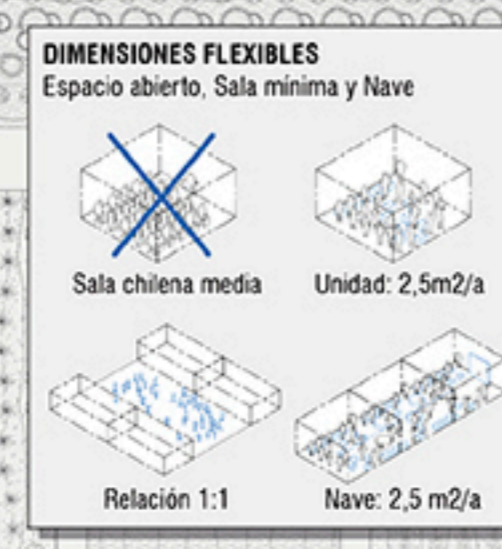 DIMENSIONES FLEXIBLES
Espacio abierto, Sala mínima y Nave
Sala chilena media
Unidad: 2,5m2/a
Relación 1:1
Nave: 2,5 m2/a